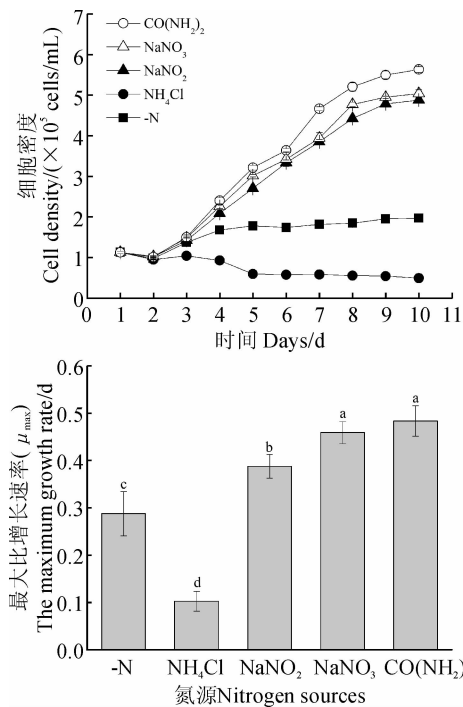 CO(NH₂)₂
NaNO₃
NaNO₂
NH₄Cl
-N
细胞密度
Cell density/(×10⁵ cells/mL)
7
6
5
4
3
2
1
0
0 1 2 3 4 5 6 7 8 9 10 11
时间 Days/d
最大比增长速率(μmax)
The maximum growth rate/d
0.6
0.5
0.4
0.3
0.2
0.1
0.0
c
d
b
a
a
-N NH₄Cl NaNO₂ NaNO₃ CO(NH₂)
氮源Nitrogen sources